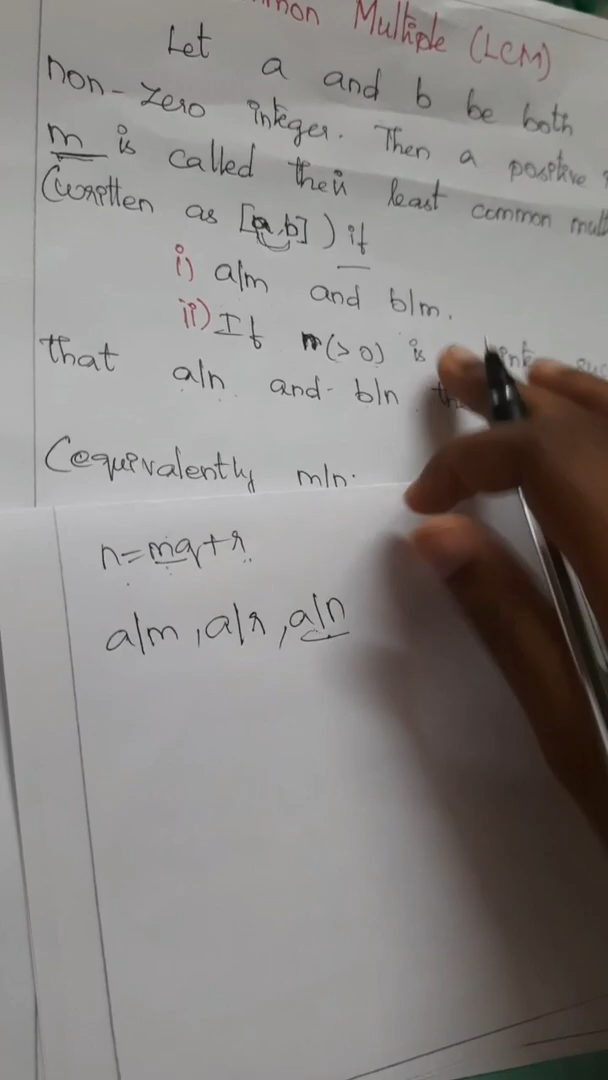 Multiple (LCM)
Let a and b be both
non-zero integer. Then a positive
m is called their least common
(written as [a,b]) if
i) a/m and b/m.
ii) If n(>0) is
that a/n and b/n
(equivalently m/n.
n=mq+r
a/m, a/r, a/n